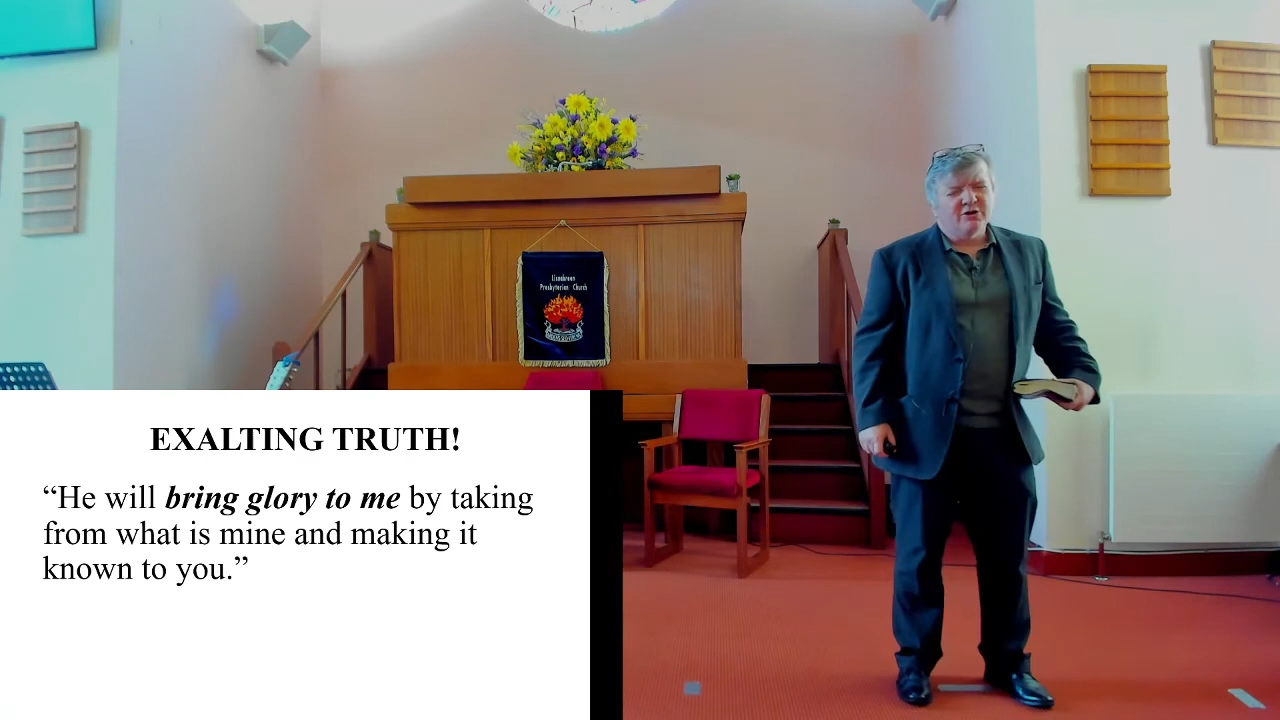 Lisnabreen
Presbyterian Church
EXALTING TRUTH!
“He will bring glory to me by taking
from what is mine and making it
known to you.”